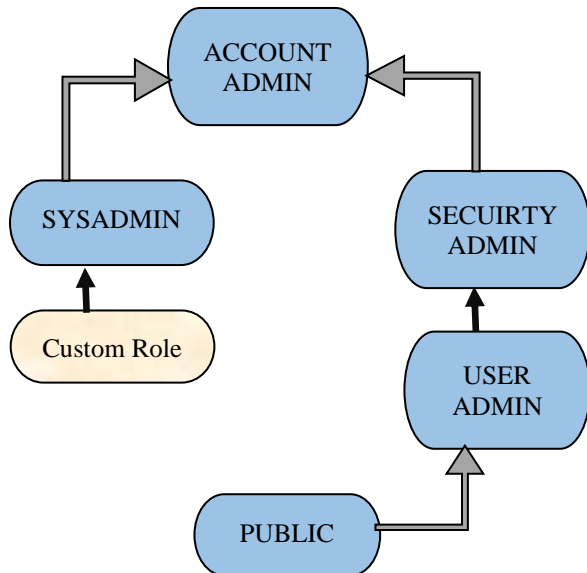 ACCOUNT
ADMIN
SYSADMIN
SECUIRTY
ADMIN
Custom Role
USER
ADMIN
PUBLIC